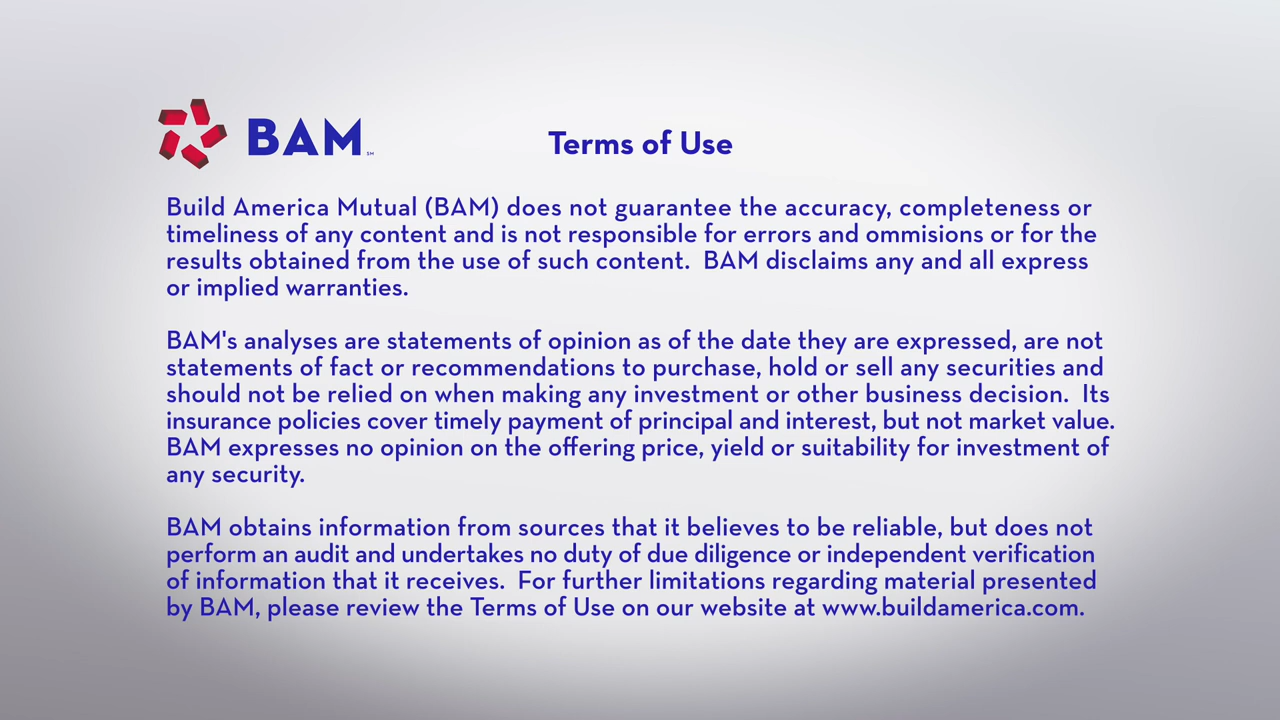 BAM SM
Terms of Use
Build America Mutual (BAM) does not guarantee the accuracy, completeness or
timeliness of any content and is not responsible for errors and ommisions or for the
results obtained from the use of such content.  BAM disclaims any and all express
or implied warranties.
BAM's analyses are statements of opinion as of the date they are expressed, are not
statements of fact or recommendations to purchase, hold or sell any securities and
should not be relied on when making any investment or other business decision.  Its
insurance policies cover timely payment of principal and interest, but not market value.
BAM expresses no opinion on the offering price, yield or suitability for investment of
any security.
BAM obtains information from sources that it believes to be reliable, but does not
perform an audit and undertakes no duty of due diligence or independent verification
of information that it receives.  For further limitations regarding material presented
by BAM, please review the Terms of Use on our website at www.buildamerica.com.